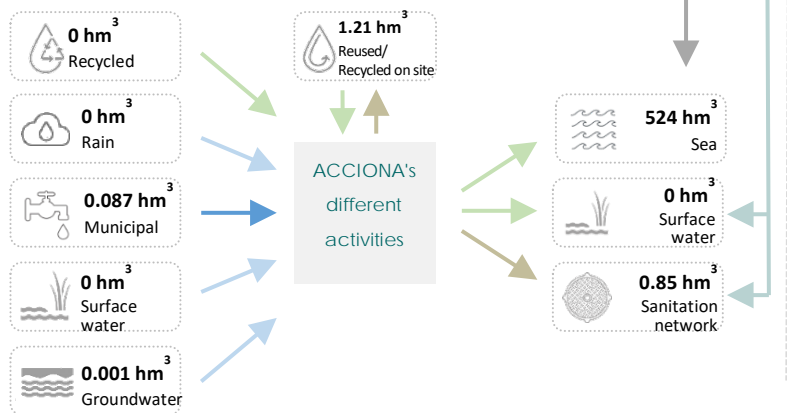 0 hm³
Recycled
0 hm³
Rain
0.087 hm³
Municipal
0 hm³
Surface
water
0.001 hm³
Groundwater
1.21 hm³
Reused/
Recycled on site
ACCIONA's
different
activities
524 hm³
Sea
0 hm³
Surface
water
0.85 hm³
Sanitation
network